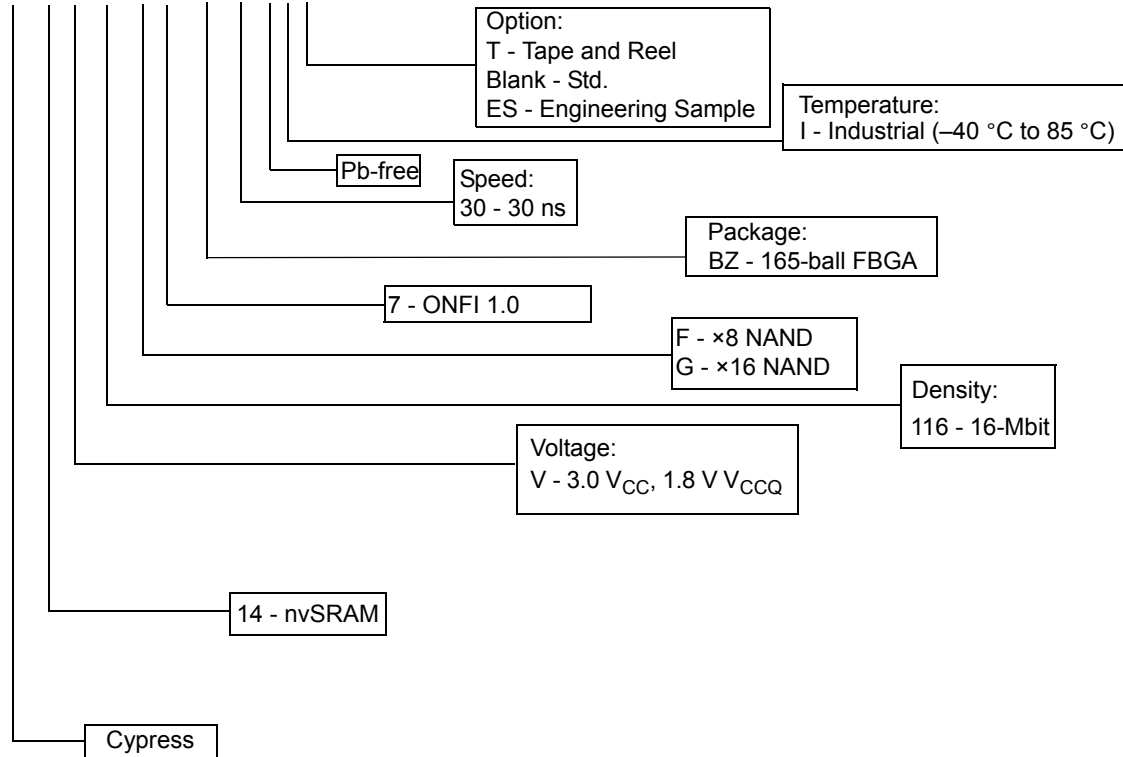 Option:
T - Tape and Reel
Blank - Std.
ES - Engineering Sample
Temperature:
I - Industrial (–40 °C to 85 °C)
Pb-free
Speed:
30 - 30 ns
Package:
BZ - 165-ball FBGA
7 - ONFI 1.0
F - ×8 NAND
G - ×16 NAND
Density:
116 - 16-Mbit
Voltage:
V - 3.0 VCC, 1.8 V VCCQ
14 - nvSRAM
Cypress